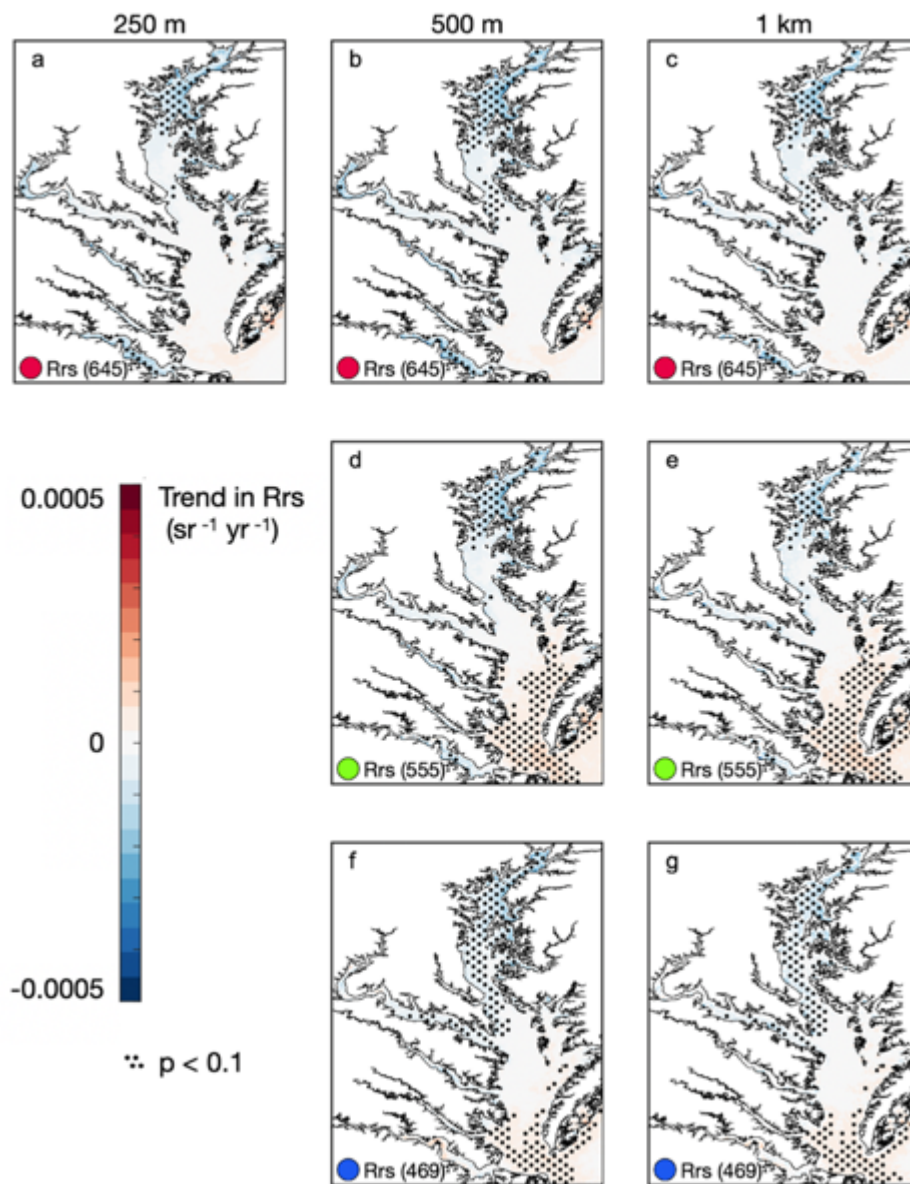 250 m
500 m
1 km
a
b
c
Rrs (645)
Rrs (645)
Rrs (645)
d
e
0.0005
Trend in Rrs
(sr -1 yr -1)
0
-0.0005
p < 0.1
Rrs (555)
Rrs (555)
f
g
Rrs (469)
Rrs (469)